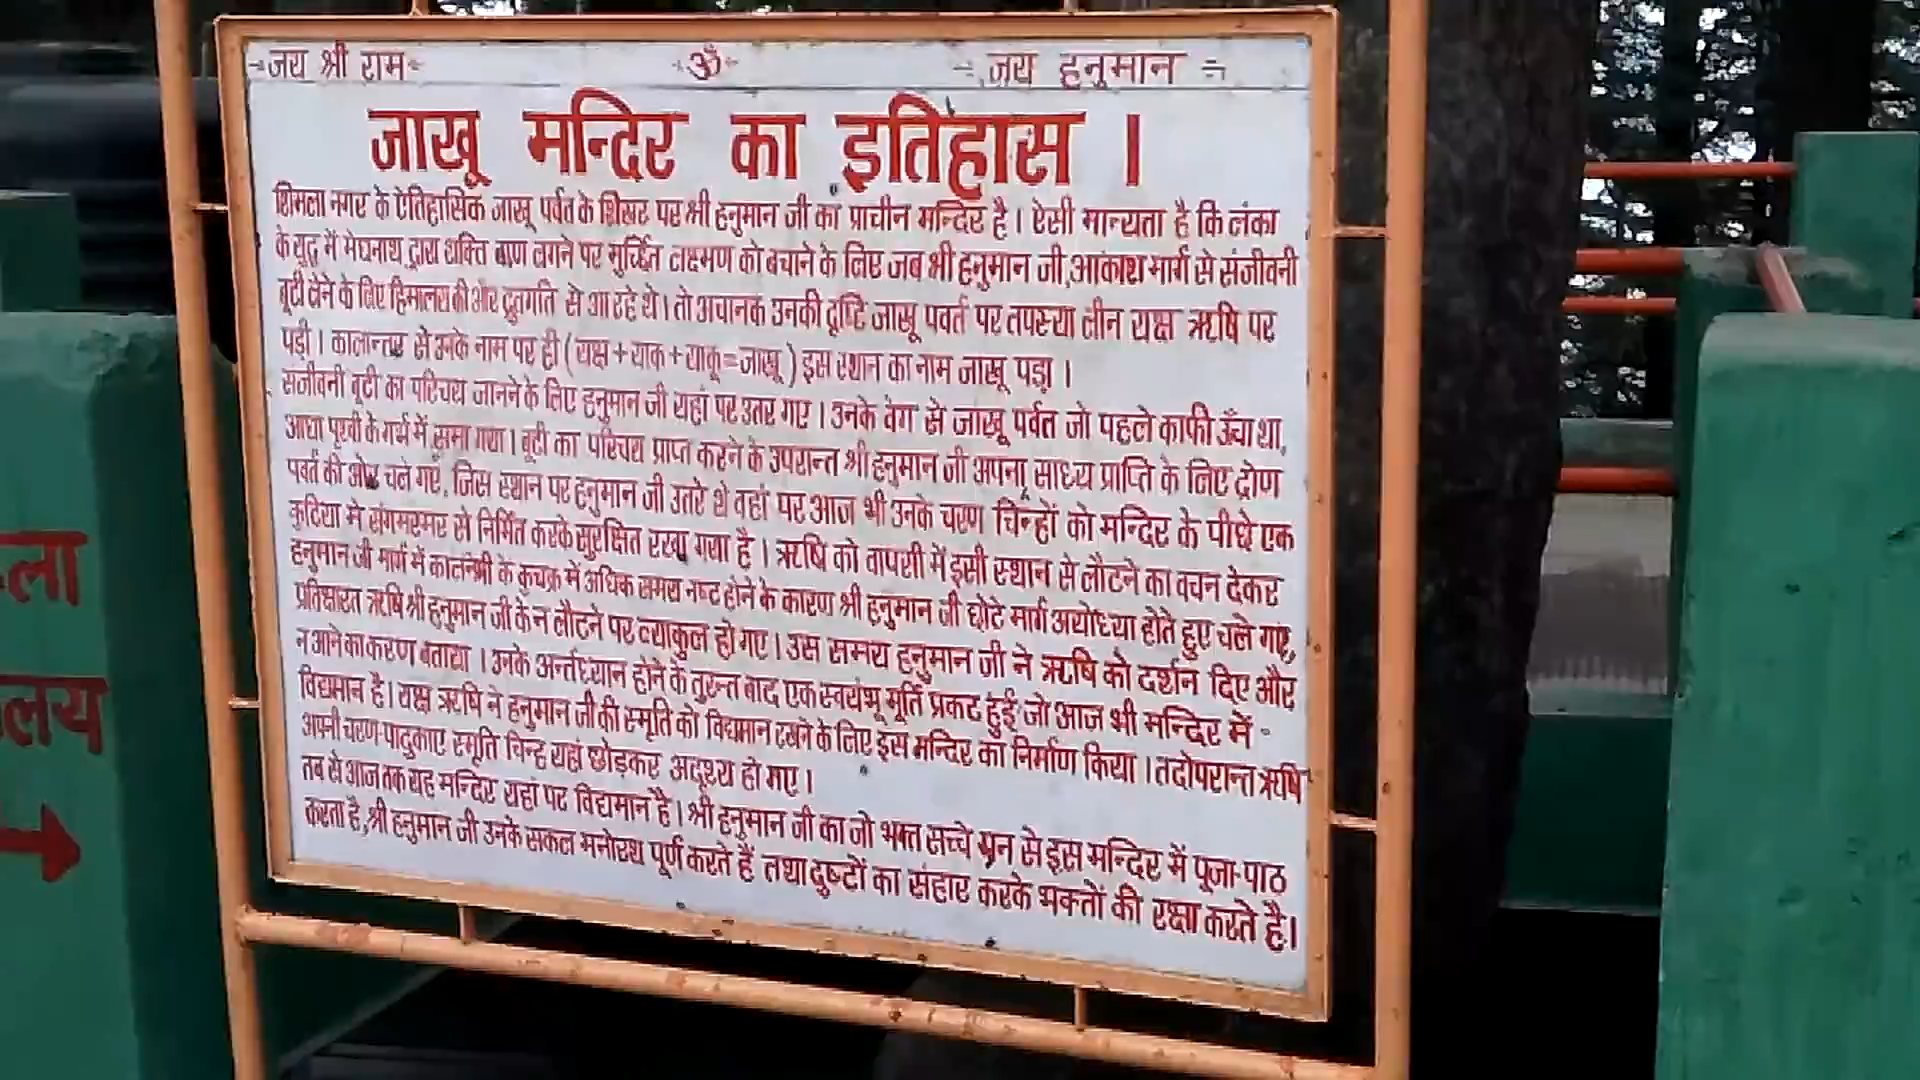 जय श्री राम ॐ जय हनुमान
जाखू मन्दिर का इतिहास ।
शिमला नगर के ऐतिहासिक जाखू पर्वत के शिखर पर श्री हनुमान जी का प्राचीन मन्दिर है । ऐसी मान्यता है कि लंका
के युद्ध में मेघनाथ द्वारा शक्ति बाण लगने पर मुर्च्छित लक्ष्मण को बचाने के लिए जब श्री हनुमान जी, आकाश मार्ग से संजीवनी
बूटी लेने के लिए हिमालय की ओर द्रुतगति से आ रहे थे । तो अचानक उनकी दृष्टि जाखू पवर्त पर तपस्या लीन यक्ष ऋषि पर
पड़ी । कालान्तर से उनके नाम पर ही ( यक्ष + याक + याकू = जाखू ) इस स्थान का नाम जाखू पड़ा ।
संजीवनी बूटी का परिचय जानने के लिए हनुमान जी यहां पर उतर गए । उनके वेग से जाखू पर्वत जो पहले काफी ऊँचा था,
आधा पृथ्वी के गर्भ में समा गया । बूटी का परिचय प्राप्त करने के उपरान्त श्री हनुमान जी अपना साध्य प्राप्ति के लिए द्रोण
पवर्त की ओर चले गए, जिस स्थान पर हनुमान जी उतरे थे वहां पर आज भी उनके चरण चिन्हों को मन्दिर के पीछे एक
कुटिया मे संगमरमर से निर्मित करके सुरक्षित रखा गया है । ऋषि को वापसी में इसी स्थान से लौटने का वचन देकर
हनुमान जी मार्ग में कालनेमी के कुचक्र में अधिक समय नष्ट होने के कारण श्री हनुमान जी छोटे मार्ग अयोध्या होते हुए चले गए,
प्रतिक्षारत ऋषि श्री हनुमान जी के न लौटने पर व्याकुल हो गए । उस समय हनुमान जी ने ऋषि को दर्शन दिए और
न आने का करण बताया । उनके अर्न्तध्यान होने के तुरन्त बाद एक स्वयंभू मूर्ति प्रकट हुई जो आज भी मन्दिर में
विद्यमान है । यक्ष ऋषि ने हनुमान जी की स्मृति को विद्यमान रखने के लिए इस मन्दिर का निर्माण किया । तदोपरान्त ऋषि
अपनी चरण-पादुकाए स्मृति चिन्ह यहां छोड़कर अदृश्य हो गए ।
तब से आज तक यह मन्दिर यहां पर विद्यमान है । श्री हनुमान जी का जो भक्त सच्चे मन से इस मन्दिर में पूजा-पाठ
करता है, श्री हनुमान जी उनके सकल मनोरथ पूर्ण करते हैं तथा दुष्टों का संहार करके भक्तों की रक्षा करते है ।